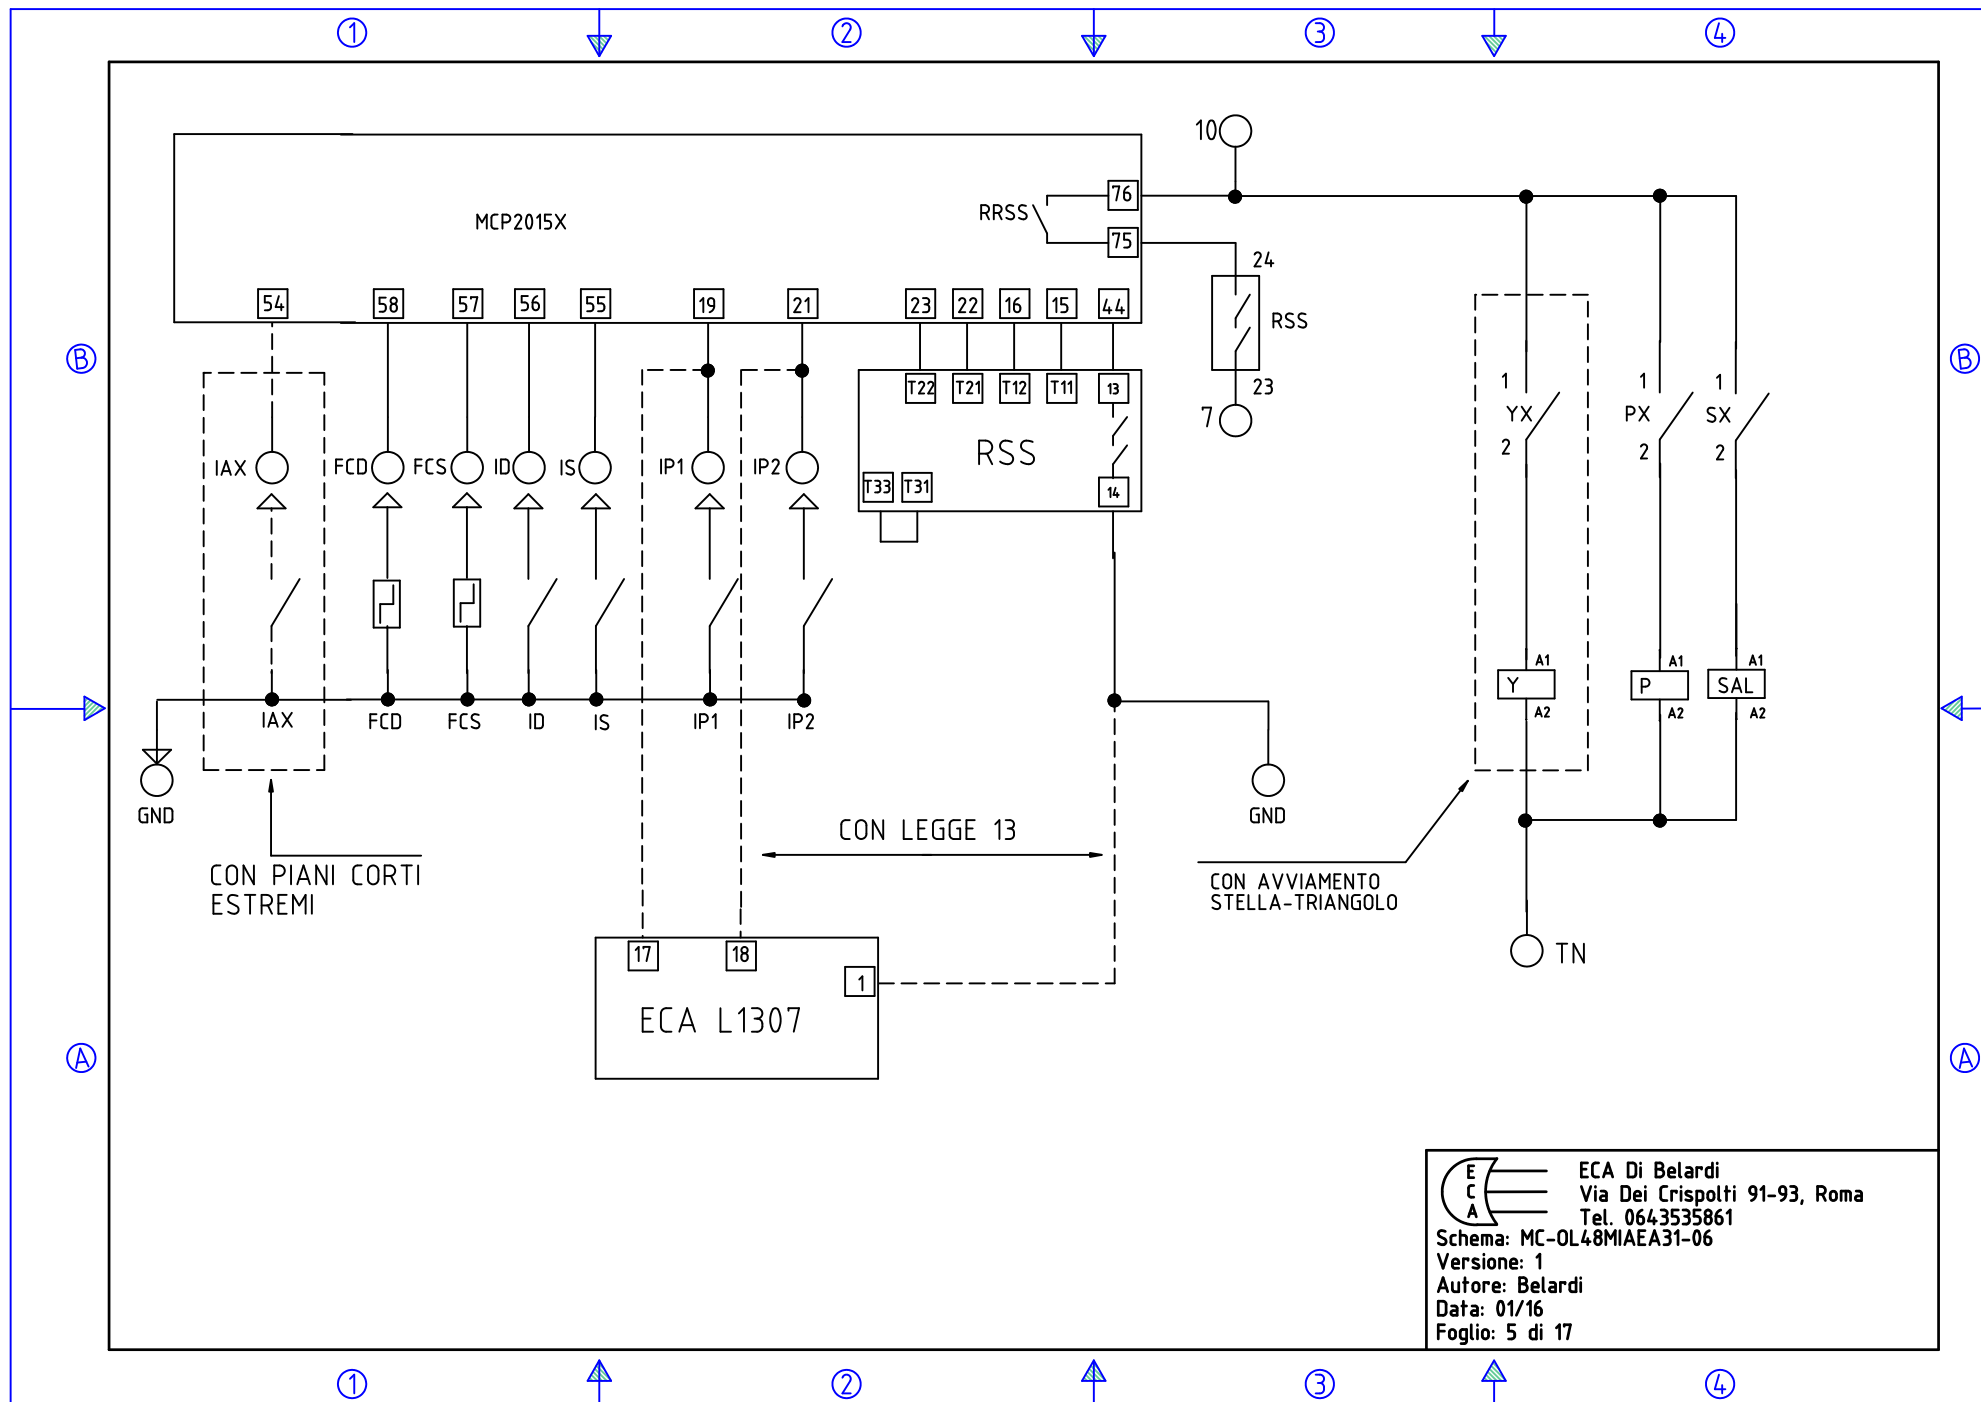 1 2 3 4
10
76
RRSS
MCP2015X
75
24
54 58 57 56 55 19 21 23 22 16 15 44
RSS
B B
T22 T21 T12 T11 13
23
7
1 1 1
YX PX SX
2 2 2
RSS
IAX FCD FCS ID IS IP1 IP2
T33 T31 14
A1 A1 A1
Y P SAL
A2 A2 A2
IAX FCD FCS ID IS IP1 IP2
GND GND
CON LEGGE 13
CON PIANI CORTI
ESTREMI
CON AVVIAMENTO
STELLA-TRIANGOLO
17 18
TN
1
ECA L1307
A A
E
C
A
ECA Di Belardi
Via Dei Crispolti 91-93, Roma
Tel. 0643535861
Schema: MC-OL48MIAEA31-06
Versione: 1
Autore: Belardi
Data: 01/16
Foglio: 5 di 17
1 2 3 4